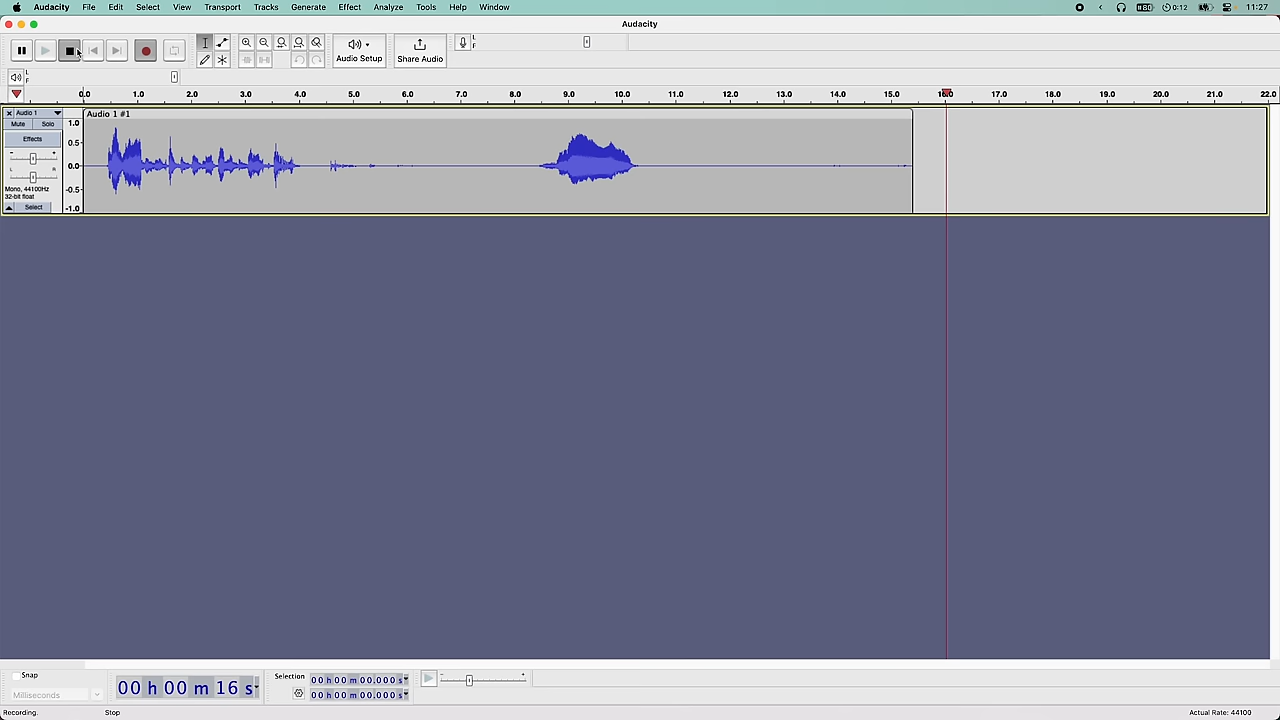 Audacity File Edit Select View Transport Tracks Generate Effect Analyze Tools Help Window 0:12 11:27
Audacity
Audio Setup Share Audio
L
R
0.0 1.0 2.0 3.0 4.0 5.0 6.0 7.0 8.0 9.0 10.0 11.0 12.0 13.0 14.0 15.0 16.0 17.0 18.0 19.0 20.0 21.0 22.0
Audio 1 Audio 1 #1
Mute Solo 1.0
Effects 0.5
- +
0.0
L R
Mono, 44100Hz -0.5
32-bit float
Select -1.0
Snap
Milliseconds
00 h 00 m 16 s
Selection 00 h 00 m 00.000 s
00 h 00 m 00.000 s
- +
Recording. Stop Actual Rate: 44100